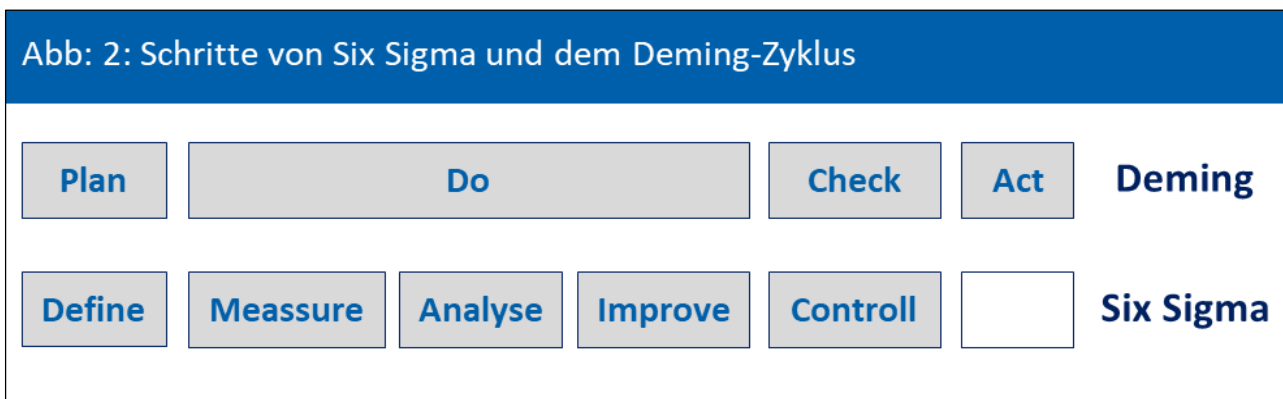 Abb: 2: Schritte von Six Sigma und dem Deming-Zyklus
Plan Do Check Act Deming
Define Meassure Analyse Improve Controll Six Sigma